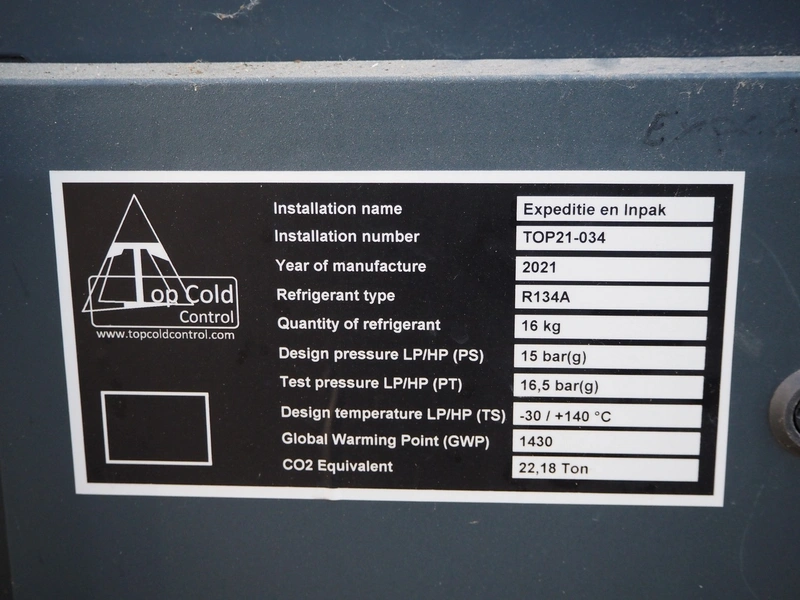 Top Cold
Control
www.topcoldcontrol.com
Installation name Expeditie en Inpak
Installation number TOP21-034
Year of manufacture 2021
Refrigerant type R134A
Quantity of refrigerant 16 kg
Design pressure LP/HP (PS) 15 bar(g)
Test pressure LP/HP (PT) 16,5 bar(g)
Design temperature LP/HP (TS) -30 / +140 °C
Global Warming Point (GWP) 1430
CO2 Equivalent 22,18 Ton